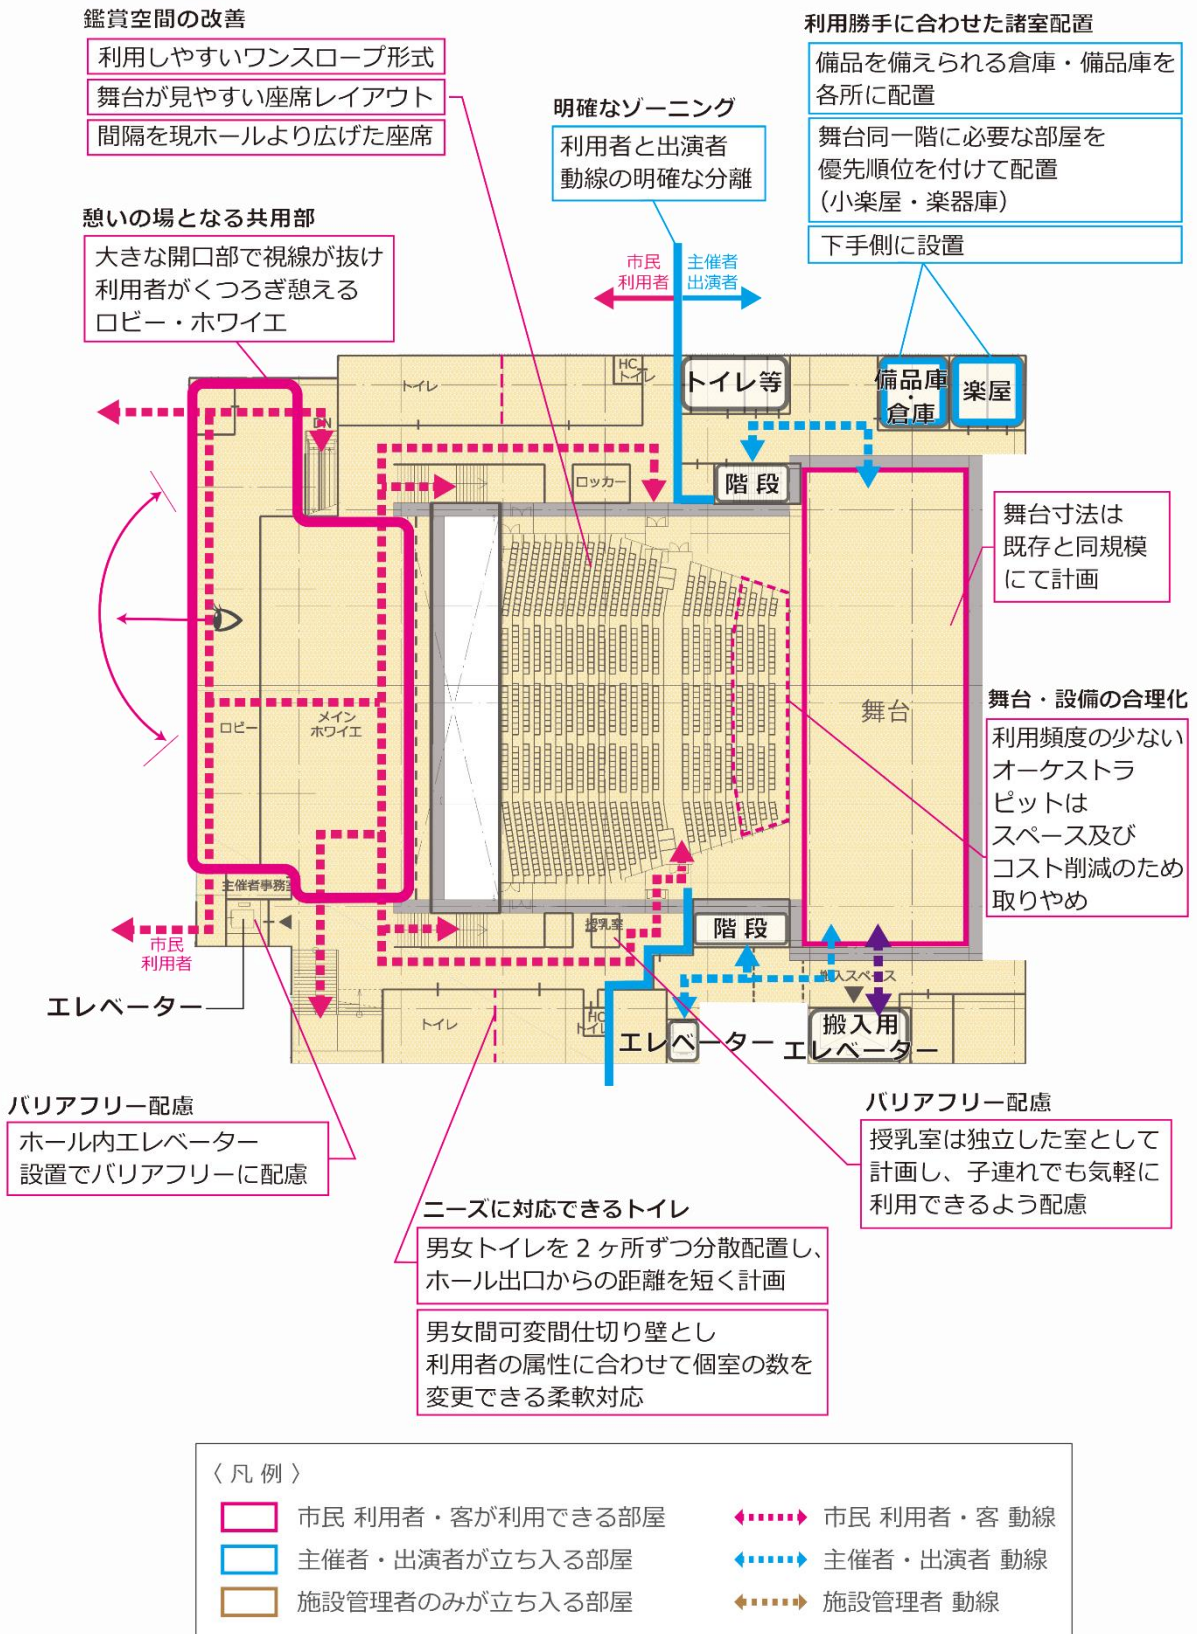 鑑賞空間の改善
利用しやすいワンスロープ形式
舞台が見やすい座席レイアウト
間隔を現ホールより広げた座席
利用勝手に合わせた諸室配置
備品を備えられる倉庫・備品庫を
各所に配置
舞台同一階に必要な部屋を
優先順位を付けて配置
(小楽屋・楽器庫)
下手側に設置
明確なゾーニング
利用者と出演者
動線の明確な分離
憩いの場となる共用部
大きな開口部で視線が抜け
利用者がくつろぎ憩える
ロビー・ホワイエ
市民
利用者
主催者
出演者
トイレ
HC
トイレ
トイレ等
備品庫
・
倉庫
楽屋
DN
ロッカー
階段
舞台寸法は
既存と同規模
にて計画
ロビー
メイン
ホワイエ
舞台
舞台・設備の合理化
利用頻度の少ない
オーケストラ
ピットは
スペース及び
コスト削減のため
取りやめ
主催者事務室
市民
利用者
授乳室
階段
搬入スペース
エレベーター
トイレ
HC
トイレ
エレベーター
搬入用
エレベーター
バリアフリー配慮
ホール内エレベーター
設置でバリアフリーに配慮
バリアフリー配慮
授乳室は独立した室として
計画し、子連れでも気軽に
利用できるよう配慮
ニーズに対応できるトイレ
男女トイレを2ヶ所ずつ分散配置し、
ホール出口からの距離を短く計画
男女間可変間仕切り壁とし
利用者の属性に合わせて個室の数を
変更できる柔軟対応
〈凡例〉
市民 利用者・客が利用できる部屋
市民 利用者・客 動線
主催者・出演者が立ち入る部屋
主催者・出演者 動線
施設管理者のみが立ち入る部屋
施設管理者 動線